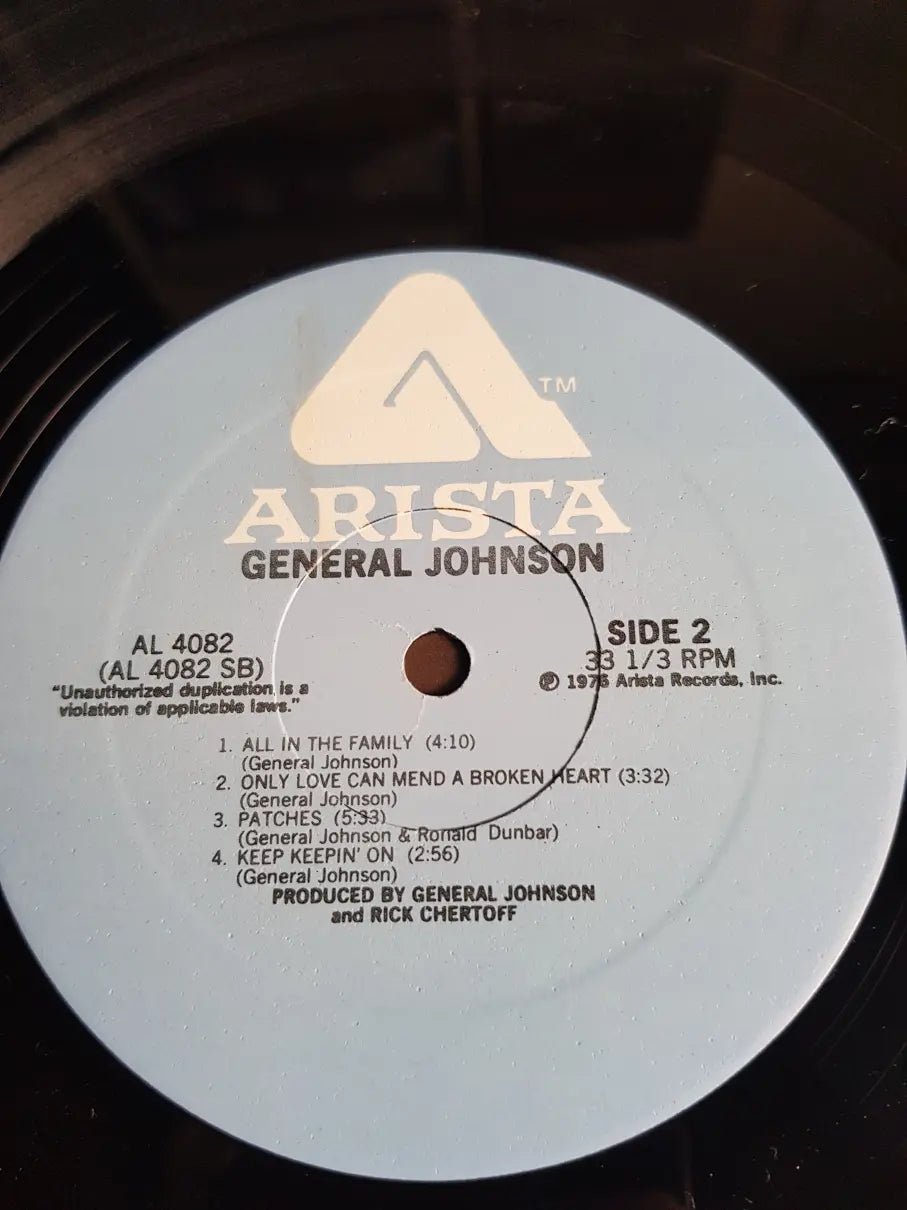 TM
ARISTA
GENERAL JOHNSON
AL 4082
(AL 4082 SB)
"Unauthorized duplication is a
violation of applicable laws."
SIDE 2
33 1/3 RPM
℗ 1976 Arista Records, Inc.
1. ALL IN THE FAMILY (4:10)
(General Johnson)
2. ONLY LOVE CAN MEND A BROKEN HEART (3:32)
(General Johnson)
3. PATCHES (5:33)
(General Johnson & Ronald Dunbar)
4. KEEP KEEPIN' ON (2:56)
(General Johnson)
PRODUCED BY GENERAL JOHNSON
and RICK CHERTOFF